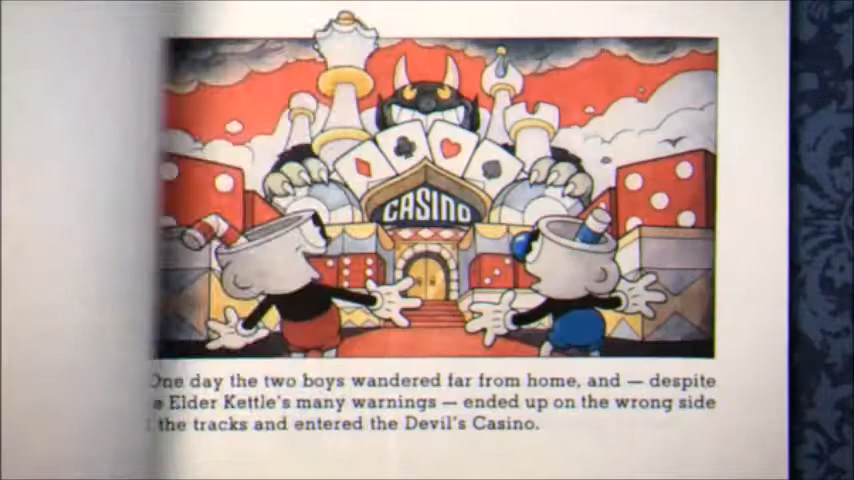 CASINO
One day the two boys wandered far from home, and — despite
Elder Kettle's many warnings — ended up on the wrong side
the tracks and entered the Devil's Casino.